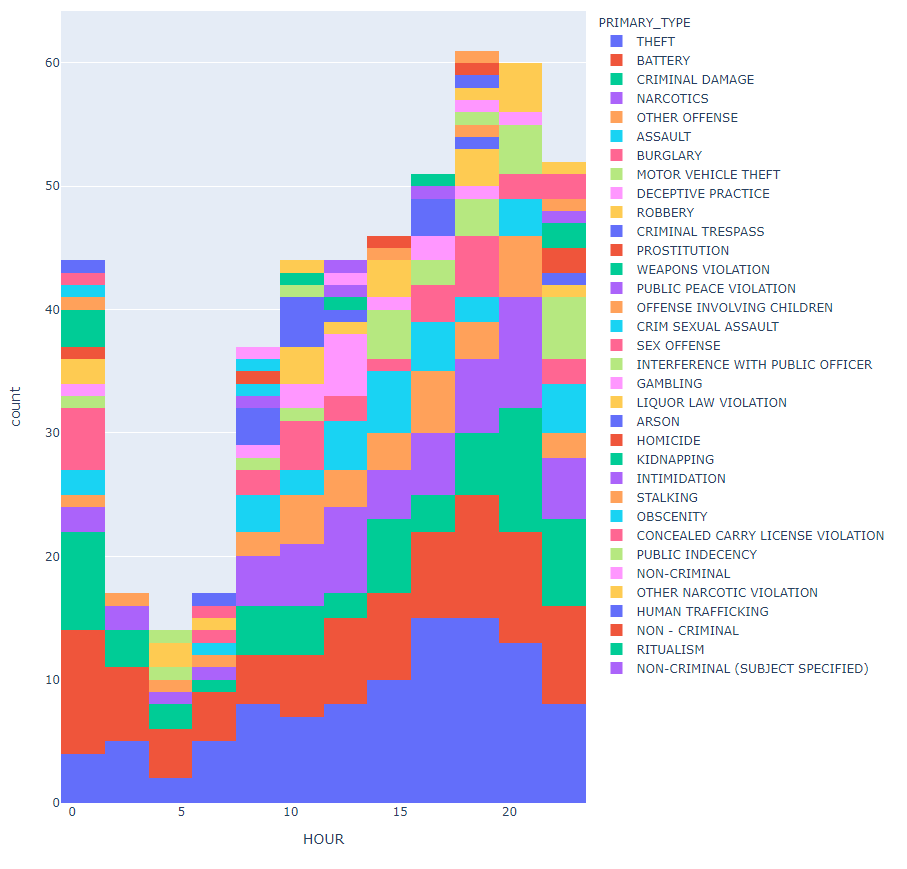 PRIMARY_TYPE
THEFT
BATTERY
CRIMINAL DAMAGE
NARCOTICS
OTHER OFFENSE
ASSAULT
BURGLARY
MOTOR VEHICLE THEFT
DECEPTIVE PRACTICE
ROBBERY
CRIMINAL TRESPASS
PROSTITUTION
WEAPONS VIOLATION
PUBLIC PEACE VIOLATION
OFFENSE INVOLVING CHILDREN
CRIM SEXUAL ASSAULT
SEX OFFENSE
INTERFERENCE WITH PUBLIC OFFICER
GAMBLING
LIQUOR LAW VIOLATION
ARSON
HOMICIDE
KIDNAPPING
INTIMIDATION
STALKING
OBSCENITY
CONCEALED CARRY LICENSE VIOLATION
PUBLIC INDECENCY
NON-CRIMINAL
OTHER NARCOTIC VIOLATION
HUMAN TRAFFICKING
NON - CRIMINAL
RITUALISM
NON-CRIMINAL (SUBJECT SPECIFIED)
60
50
40
30
20
10
0
count
0 5 10 15 20
HOUR